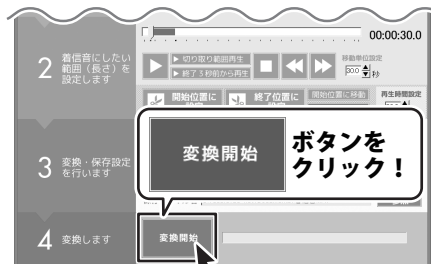 00:00:30.0
2 着信音にしたい
範囲（長さ）を
設定します
▶ 切り取り範囲再生
▶ 終了3秒前から再生
移動単位設定
30.0 秒
開始位置に
終了位置に
開始位置に移動
再生時間設定
3 変換・保存設定
を行います
変換開始
ボタンを
クリック！
4 変換します
変換開始